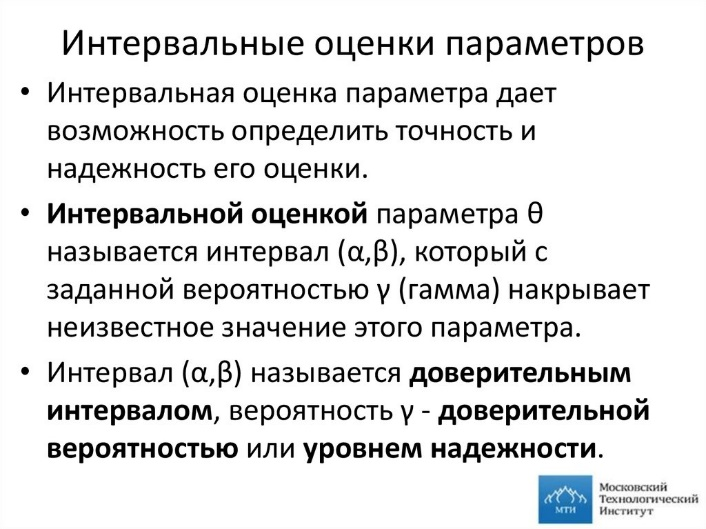 Интервальные оценки параметров
• Интервальная оценка параметра дает
возможность определить точность и
надежность его оценки.
• Интервальной оценкой параметра θ
называется интервал (α,β), который с
заданной вероятностью γ (гамма) накрывает
неизвестное значение этого параметра.
• Интервал (α,β) называется доверительным
интервалом, вероятность γ - доверительной
вероятностью или уровнем надежности.
МТИ
Московский
Технологический
Институт